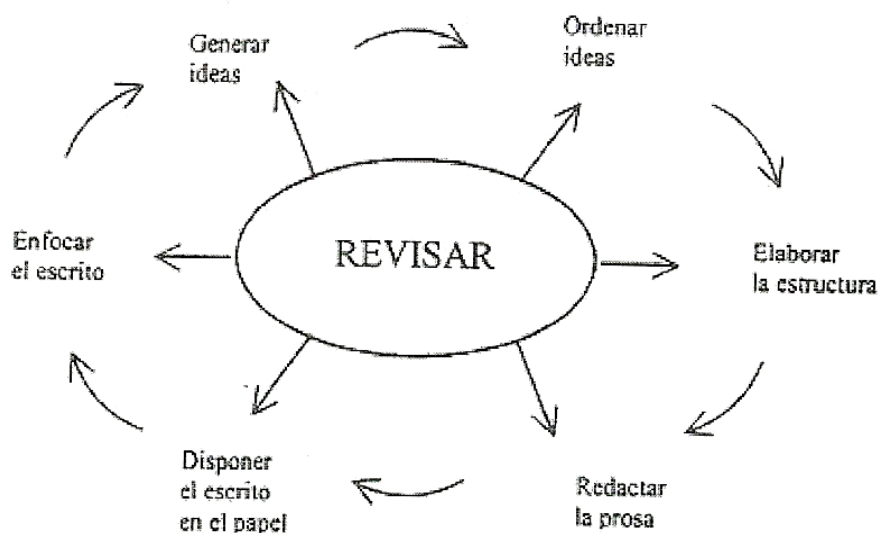 Generar
ideas
Ordenar
ideas
Enfocar
el escrito
REVISAR
Elaborar
la estructura
Disponer
el escrito
en el papel
Redactar
la prosa